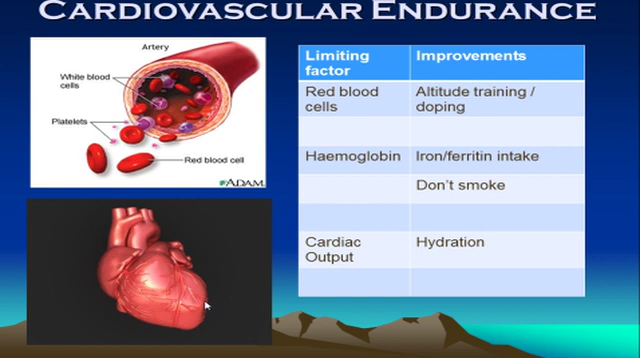 CARDIOVASCULAR ENDURANCE
Artery
White blood
cells
Platelets
Red blood cell
ADAM
Limiting
factor
Improvements
Red blood
cells
Altitude training /
doping
Haemoglobin
Iron/ferritin intake
Don't smoke
Cardiac
Output
Hydration